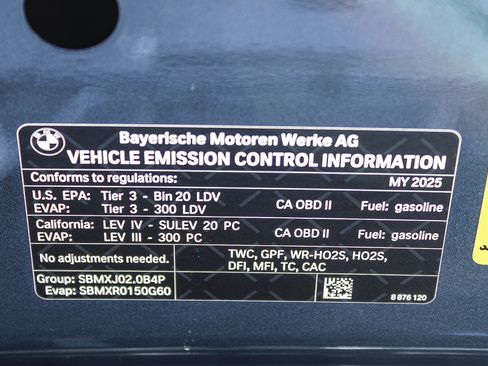 BMW
Bayerische Motoren Werke AG
VEHICLE EMISSION CONTROL INFORMATION
Conforms to regulations: MY 2025
U.S. EPA: Tier 3 - Bin 20 LDV CA OBD II Fuel: gasoline
EVAP: Tier 3 - 300 LDV
California: LEV IV - SULEV 20 PC CA OBD II Fuel: gasoline
EVAP: LEV III - 300 PC
No adjustments needed. TWC, GPF, WR-HO2S, HO2S,
DFI, MFI, TC, CAC
Group: SBMXJ02.0B4P
Evap: SBMXR0150G60
8 876 120